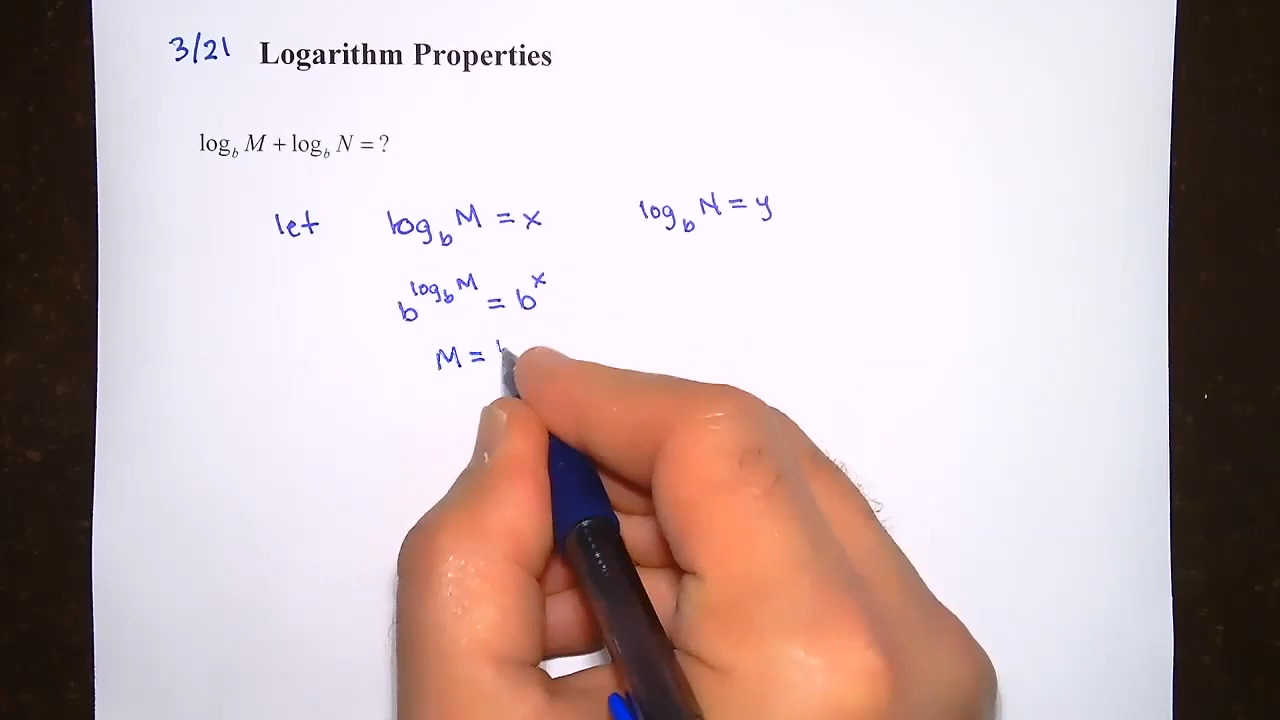 3/21 Logarithm Properties
log_b M + log_b N = ?
let log_b M = x log_b N = y
b^{log_b M} = b^x
M =